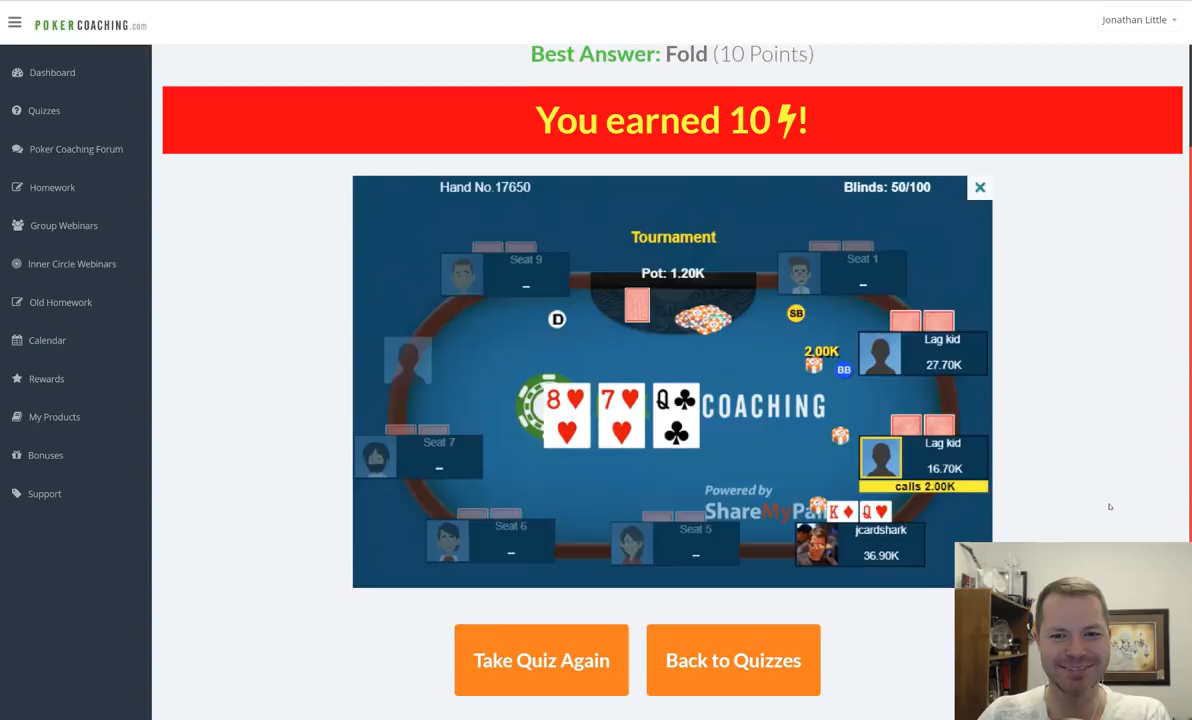 POKERCOACHING.com
Jonathan Little
Dashboard
Quizzes
Poker Coaching Forum
Homework
Group Webinars
Inner Circle Webinars
Old Homework
Calendar
Rewards
My Products
Bonuses
Support
Best Answer: Fold (10 Points)
You earned 10 !
Hand No.17650
Blinds: 50/100
Tournament
Pot: 1.20K
Seat 9
–
Seat 1
–
D
SB
Lag kid
27.70K
2.00K
BB
8 7 Q
COACHING
Lag kid
16.70K
calls 2.00K
Seat 7
–
Powered by
ShareMyPair
K Q
jcardshark
36.90K
Seat 6
–
Seat 5
–
Take Quiz Again
Back to Quizzes